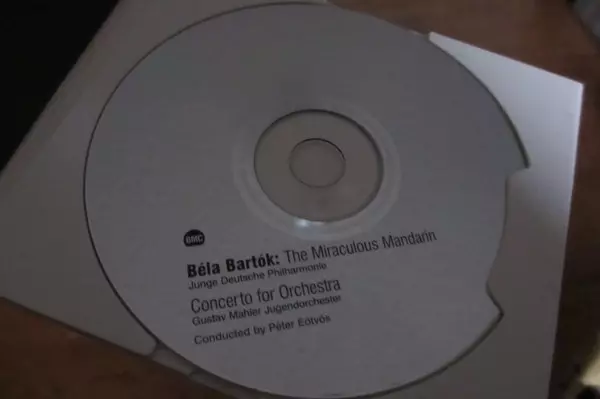 BMC
Béla Bartók: The Miraculous Mandarin
Junge Deutsche Philharmonie
Concerto for Orchestra
Gustav Mahler Jugendorchester
Conducted by Péter Eötvös